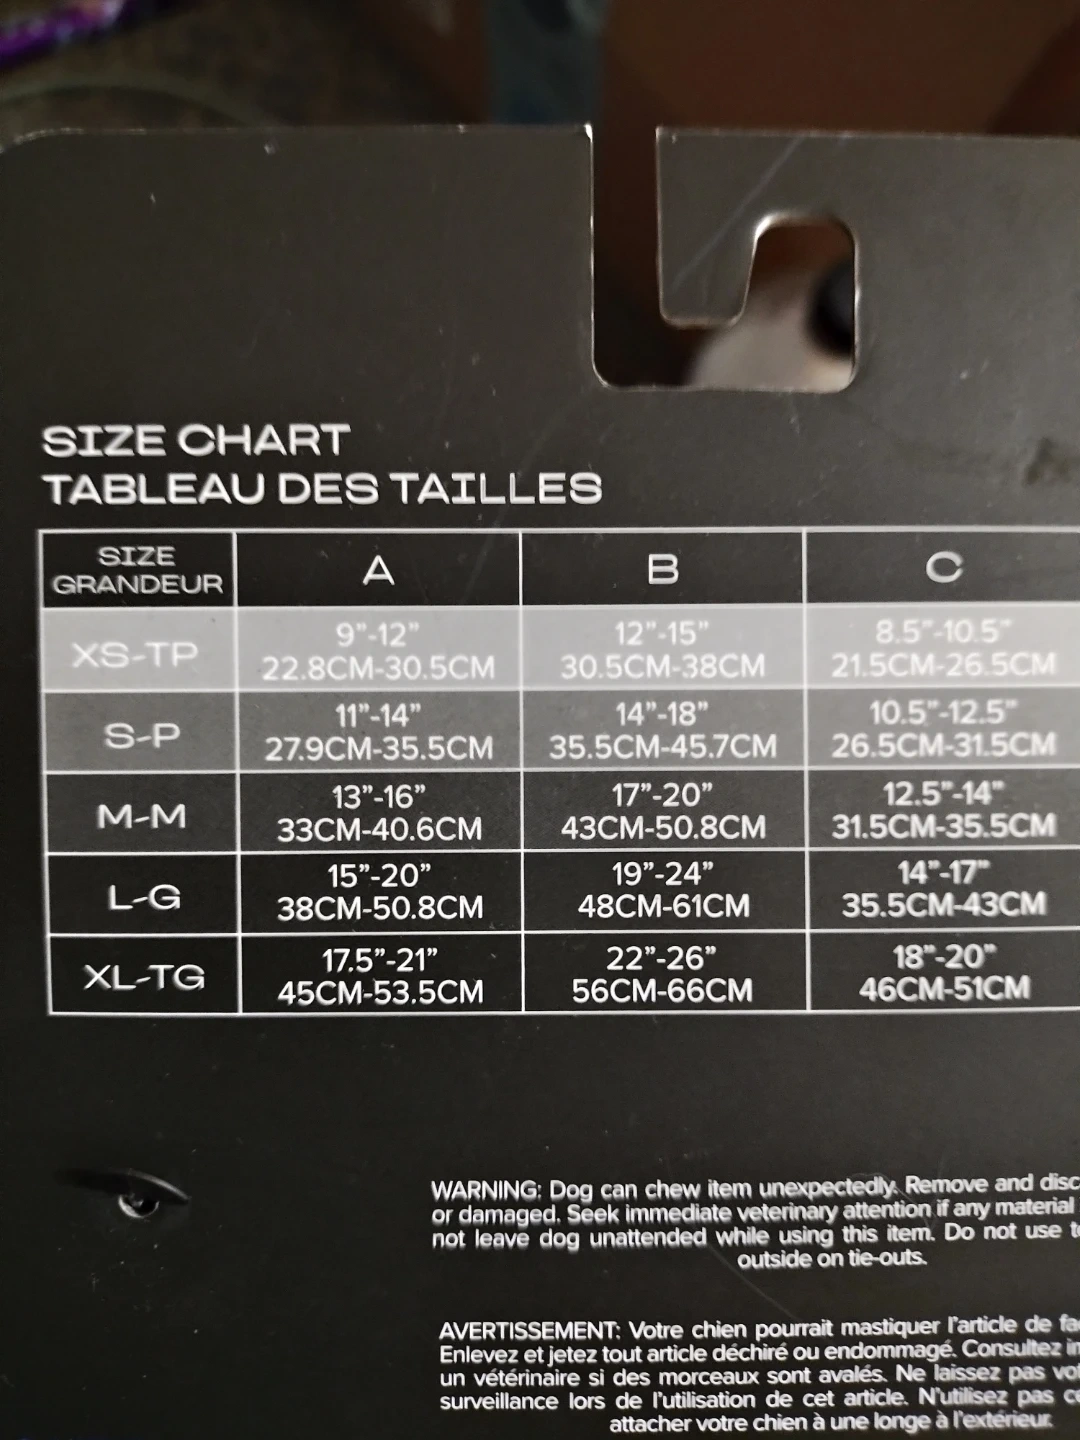 SIZE CHART
TABLEAU DES TAILLES
SIZE GRANDEUR A B C
XS-TP 9”-12” 22.8CM-30.5CM 12”-15” 30.5CM-38CM 8.5”-10.5” 21.5CM-26.5CM
S-P 11”-14” 27.9CM-35.5CM 14”-18” 35.5CM-45.7CM 10.5”-12.5” 26.5CM-31.5CM
M-M 13”-16” 33CM-40.6CM 17”-20” 43CM-50.8CM 12.5”-14” 31.5CM-35.5CM
L-G 15”-20” 38CM-50.8CM 19”-24” 48CM-61CM 14”-17” 35.5CM-43CM
XL-TG 17.5”-21” 45CM-53.5CM 22”-26” 56CM-66CM 18”-20” 46CM-51CM
WARNING: Dog can chew item unexpectedly. Remove and
or damaged. Seek immediate veterinary attention if any material
not leave dog unattended while using this item. Do not use
outside on tie-outs.
AVERTISSEMENT: Votre chien pourrait mastiquer l'article de
Enlevez et jetez tout article déchiré ou endommagé. Consultez
un vétérinaire si des morceaux sont avalés. Ne laissez pas
surveillance lors de l'utilisation de cet article. N'utilisez pas
attacher votre chien à une longe à l'extérieur.